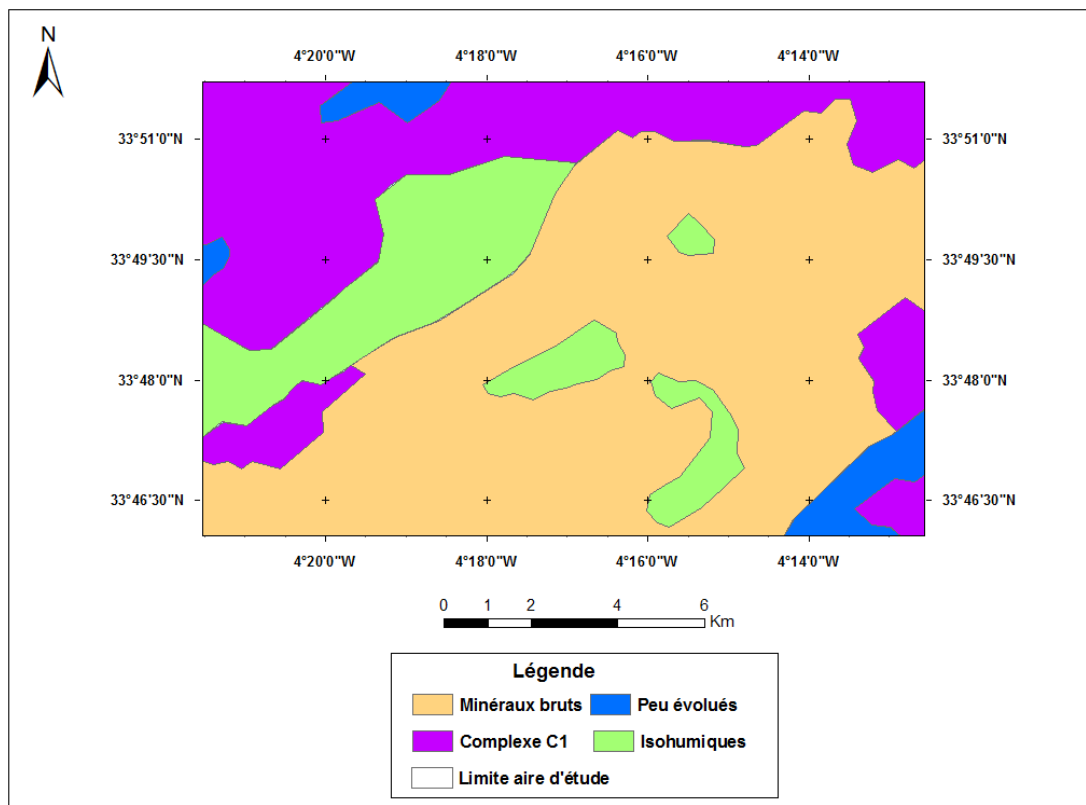 N
4°20'0"W 4°18'0"W 4°16'0"W 4°14'0"W
33°51'0"N 33°51'0"N
33°49'30"N 33°49'30"N
33°48'0"N 33°48'0"N
33°46'30"N 33°46'30"N
4°20'0"W 4°18'0"W 4°16'0"W 4°14'0"W
0 1 2 4 6
Km
Légende
Minéraux bruts Peu évolués
Complexe C1 Isohumiques
Limite aire d'étude